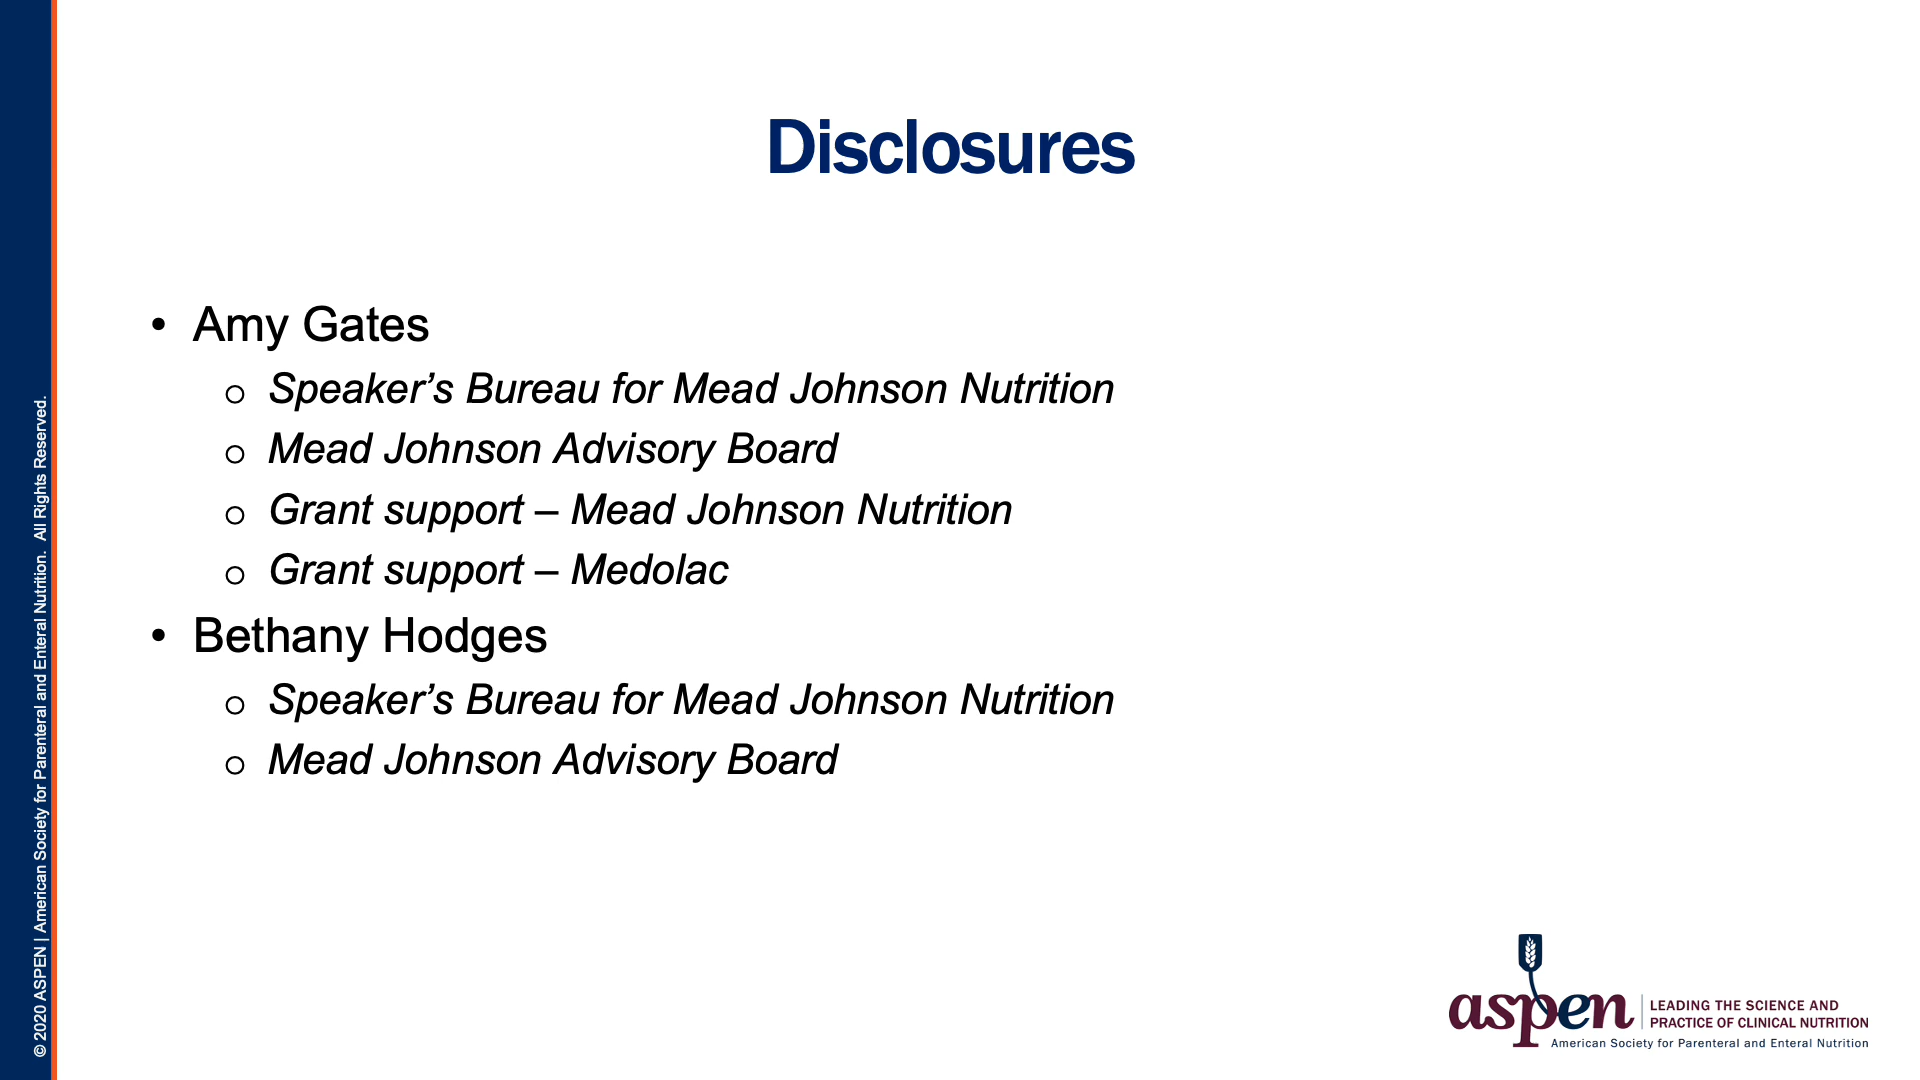 Disclosures
• Amy Gates
o Speaker’s Bureau for Mead Johnson Nutrition
o Mead Johnson Advisory Board
o Grant support – Mead Johnson Nutrition
o Grant support – Medolac
• Bethany Hodges
o Speaker’s Bureau for Mead Johnson Nutrition
o Mead Johnson Advisory Board
© 2020 ASPEN | American Society for Parenteral and Enteral Nutrition. All Rights Reserved.
aspen
LEADING THE SCIENCE AND
PRACTICE OF CLINICAL NUTRITION
American Society for Parenteral and Enteral Nutrition